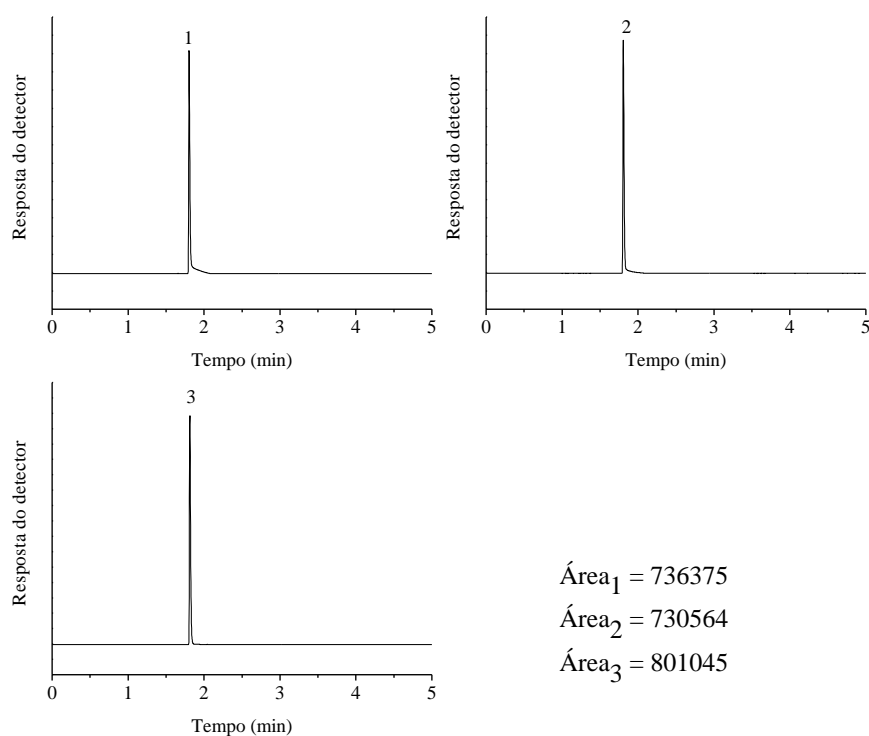 1
Resposta do detector
0 1 2 3 4 5
Tempo (min)
2
Resposta do detector
0 1 2 3 4 5
Tempo (min)
3
Resposta do detector
0 1 2 3 4 5
Tempo (min)
Área1 = 736375
Área2 = 730564
Área3 = 801045